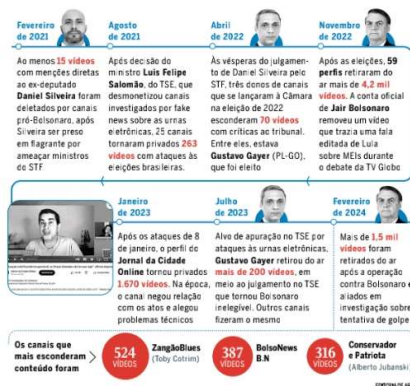 Fevereiro
de 2021
Ao menos 15 vídeos
com menções diretas
ao ex-deputado
Daniel Silveira foram
deletados por canais
pró-Bolsonaro, após
Silveira ser preso
em flagrante por
ameaçar ministros
do STF
Agosto
de 2021
Após decisão do
ministro Luis Felipe
Salomão, do TSE, que
desmonetizou canais
investigados por fake
news sobre as urnas
eletrônicas, 25 canais
tornaram privados 263
vídeos com ataques às
eleições brasileiras.
Abril
de 2022
Às vésperas do julgamen-
to de Daniel Silveira pelo
STF, três donos de canais
que se lançaram à Câmara
na eleição de 2022
esconderam 70 vídeos
com críticas ao tribunal.
Entre eles, estava
Gustavo Gayer (PL-GO),
que foi eleito
Novembro
de 2022
Após as eleições, 59
perfis retiraram do
ar mais de 4,2 mil
vídeos. A conta oficial
de Jair Bolsonaro
removeu um vídeo
que trazia uma fala
editada de Lula
sobre MEIs durante
o debate da TV Globo
Janeiro
de 2023
Após os ataques de 8
de janeiro, o perfil do
Jornal da Cidade
Online tornou privados
1.670 vídeos. Na época,
o canal negou relação
com os atos e alegou
problemas técnicos
Julho
de 2023
Alvo de apuração no TSE por
ataques às urnas eletrônicas,
Gustavo Gayer retirou do ar
mais de 200 vídeos, em
meio ao julgamento no TSE
que tornou Bolsonaro
inelegível. Outros canais
fizeram o mesmo
Fevereiro
de 2024
Mais de 1,5 mil
vídeos foram
retirados do ar
após a operação
contra Bolsonaro e
aliados em
investigação sobre
tentativa de golpe
Os canais que
mais esconderam
conteúdo foram
524
VÍDEOS
ZangãoBlues
(Toby Cotrim)
387
VÍDEOS
BolsoNews
B.N
316
VÍDEOS
Conservador
e Patriota
(Alberto Jubanski)